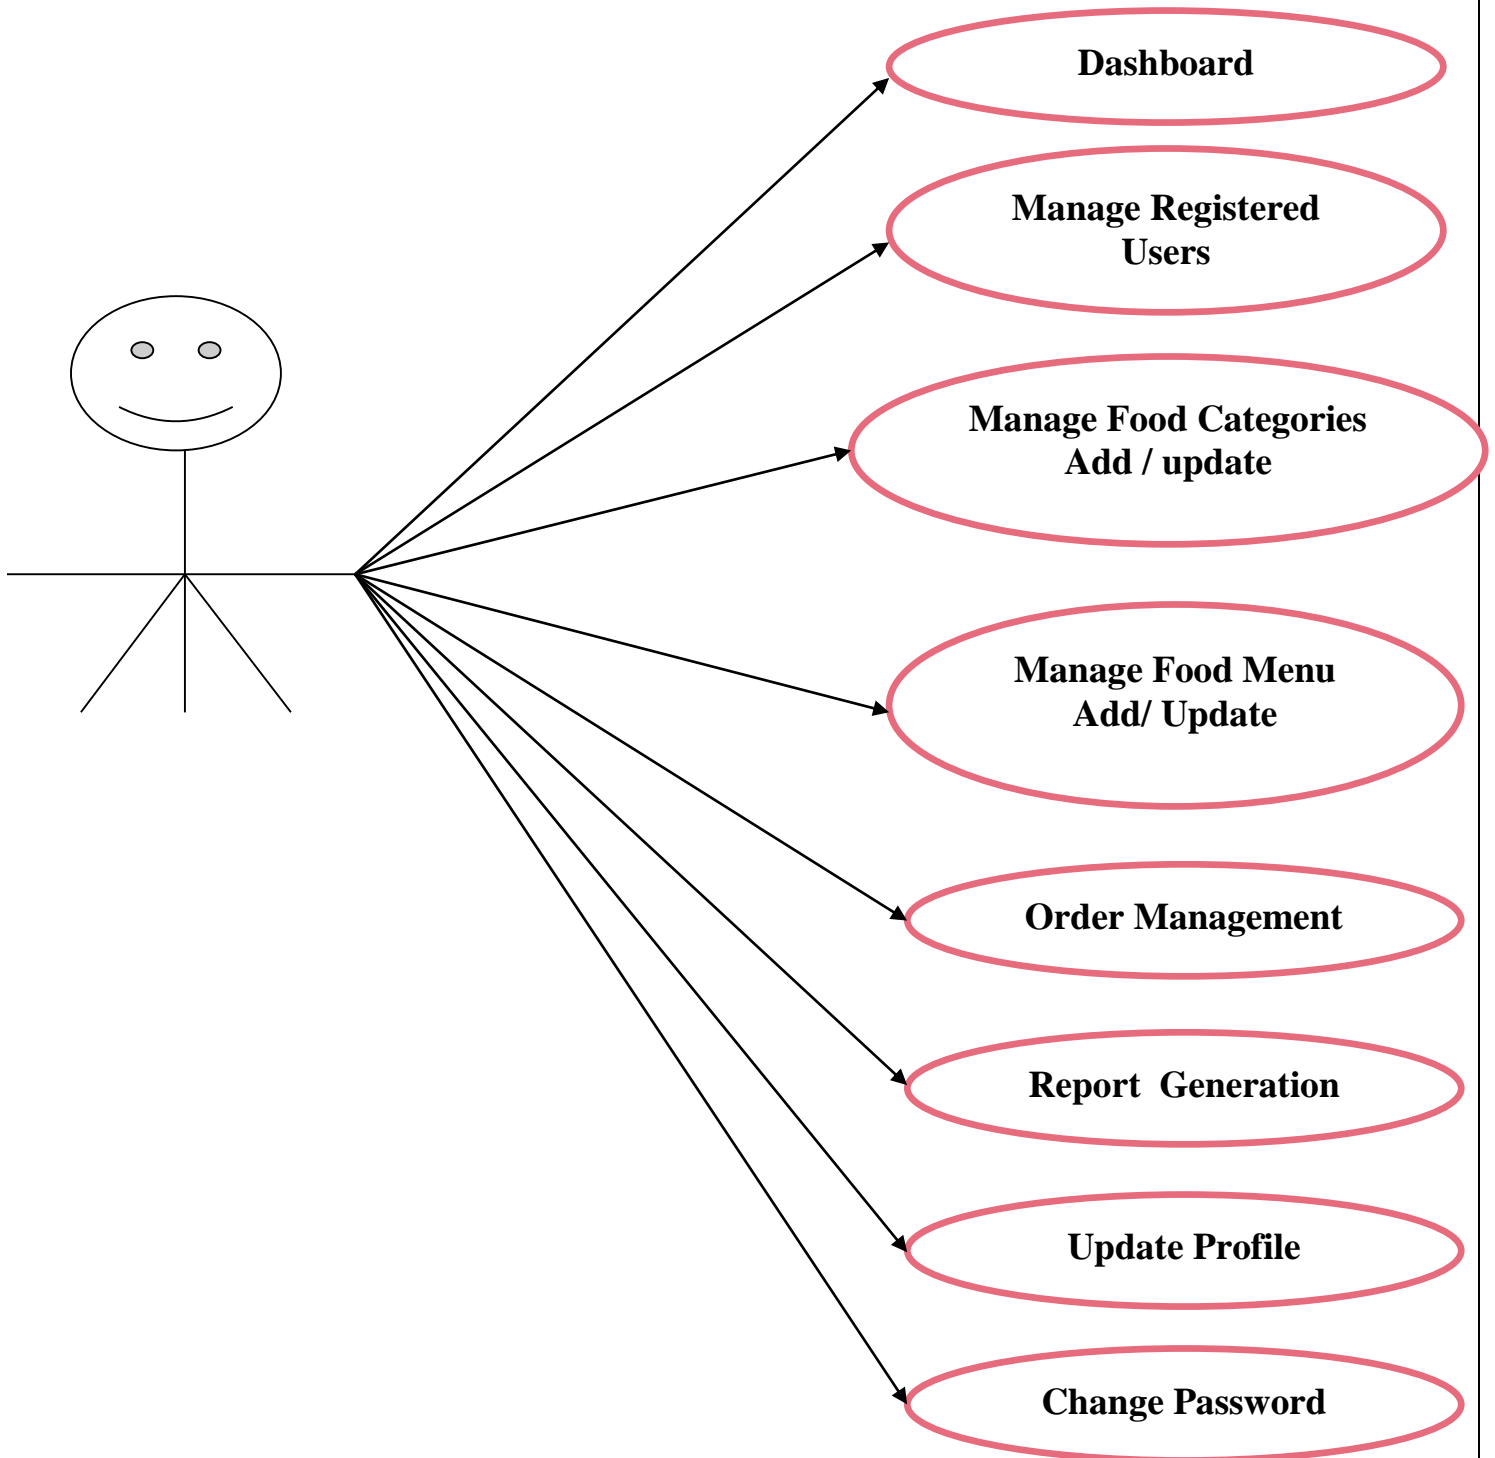 Dashboard
Manage Registered
Users
Manage Food Categories
Add / update
Manage Food Menu
Add/ Update
Order Management
Report  Generation
Update Profile
Change Password